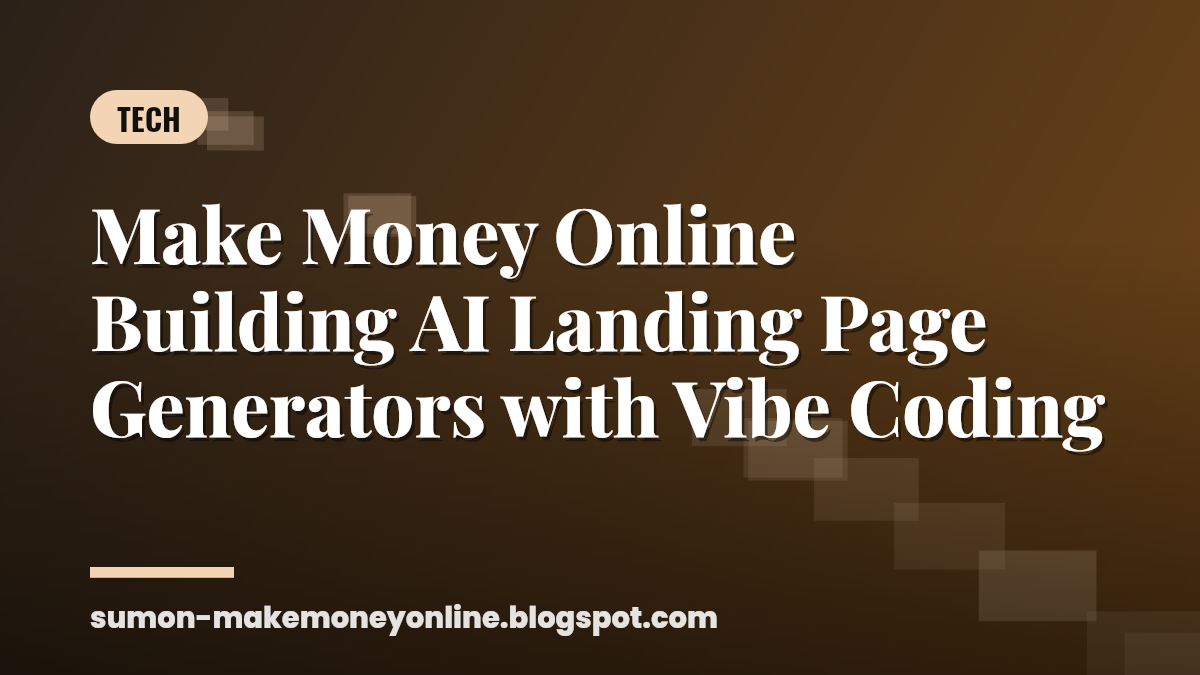 TECH
Make Money Online
Building AI Landing Page
Generators with Vibe Coding
sumon-makemoneyonline.blogspot.com